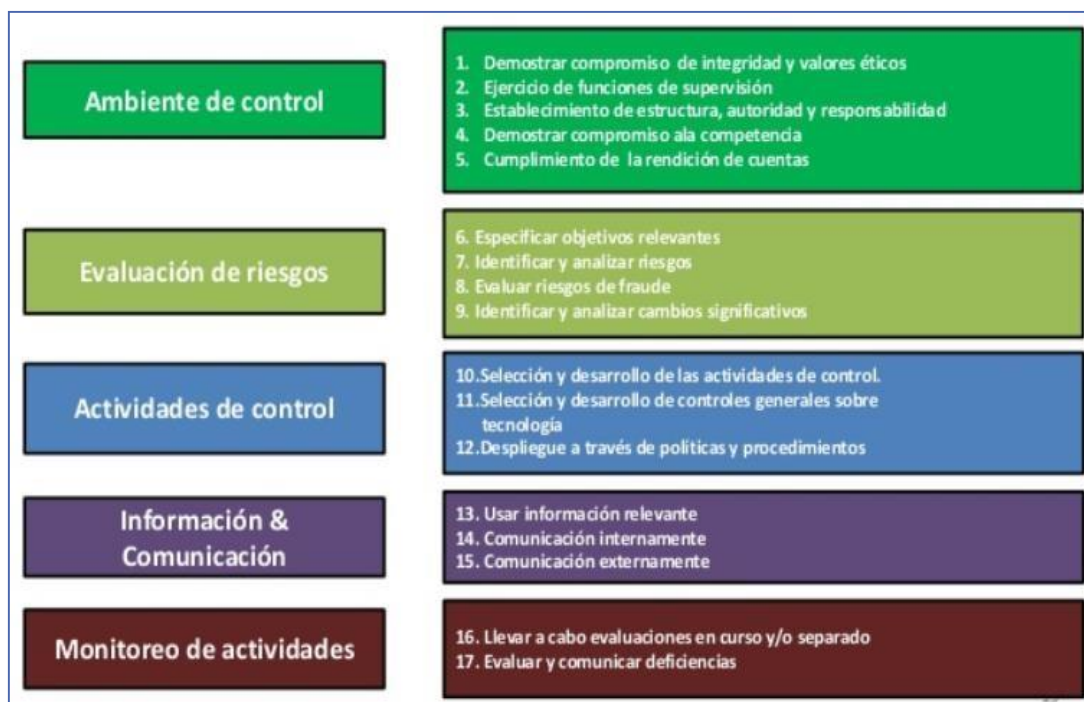 Ambiente de control
1. Demostrar compromiso de integridad y valores éticos
2. Ejercicio de funciones de supervisión
3. Establecimiento de estructura, autoridad y responsabilidad
4. Demostrar compromiso ala competencia
5. Cumplimiento de la rendición de cuentas
Evaluación de riesgos
6. Especificar objetivos relevantes
7. Identificar y analizar riesgos
8. Evaluar riesgos de fraude
9. Identificar y analizar cambios significativos
Actividades de control
10.Selección y desarrollo de las actividades de control.
11.Selección y desarrollo de controles generales sobre
tecnología
12.Despliegue a través de políticas y procedimientos
Información &
Comunicación
13. Usar información relevante
14. Comunicación internamente
15. Comunicación externamente
Monitoreo de actividades
16. Llevar a cabo evaluaciones en curso y/o separado
17. Evaluar y comunicar deficiencias